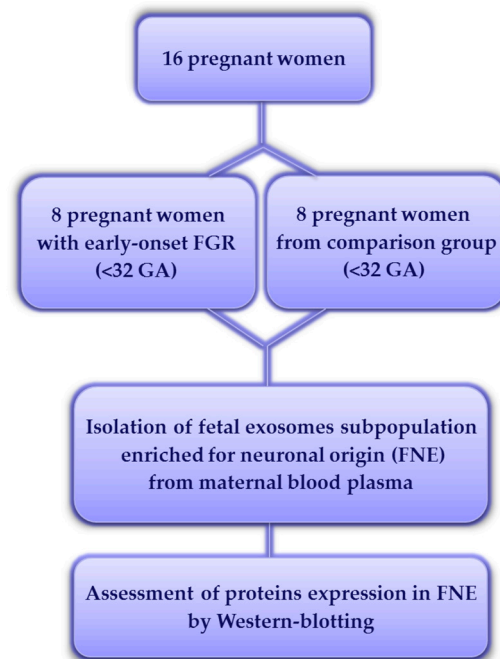 16 pregnant women
8 pregnant women
with early-onset FGR
(<32 GA)
8 pregnant women
from comparison group
(<32 GA)
Isolation of fetal exosomes subpopulation
enriched for neuronal origin (FNE)
from maternal blood plasma
Assessment of proteins expression in FNE
by Western-blotting